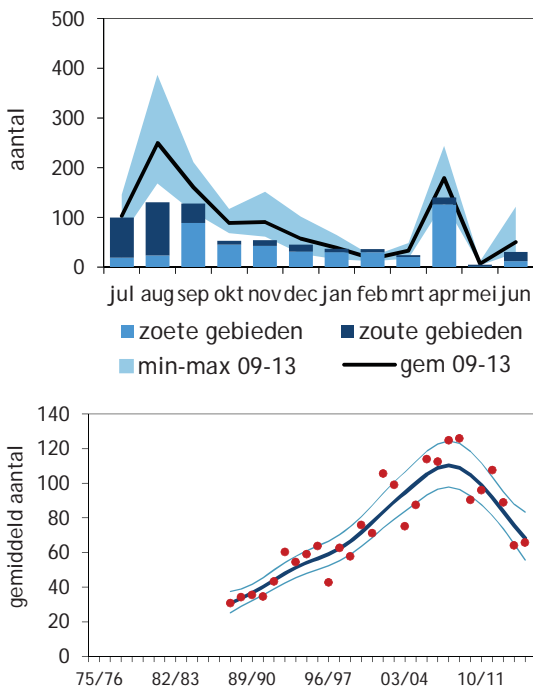 500
400
300
200
100
0
aantal
jul aug sep okt nov dec jan feb mrt apr mei jun
zoete gebieden zoute gebieden
min-max 09-13 gem 09-13
140
120
100
80
60
40
20
0
gemiddeld aantal
75/76 82/83 89/90 96/97 03/04 10/11